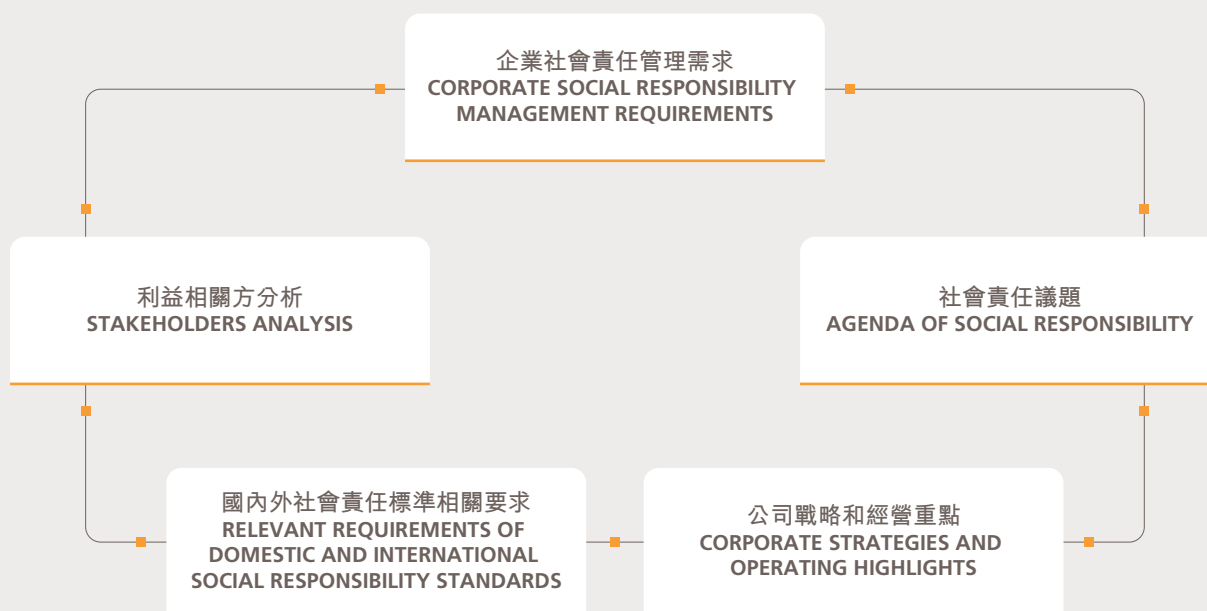 企業社會責任管理需求
CORPORATE SOCIAL RESPONSIBILITY
MANAGEMENT REQUIREMENTS
利益相關方分析
STAKEHOLDERS ANALYSIS
社會責任議題
AGENDA OF SOCIAL RESPONSIBILITY
國內外社會責任標準相關要求
RELEVANT REQUIREMENTS OF
DOMESTIC AND INTERNATIONAL
SOCIAL RESPONSIBILITY STANDARDS
公司戰略和經營重點
CORPORATE STRATEGIES AND
OPERATING HIGHLIGHTS